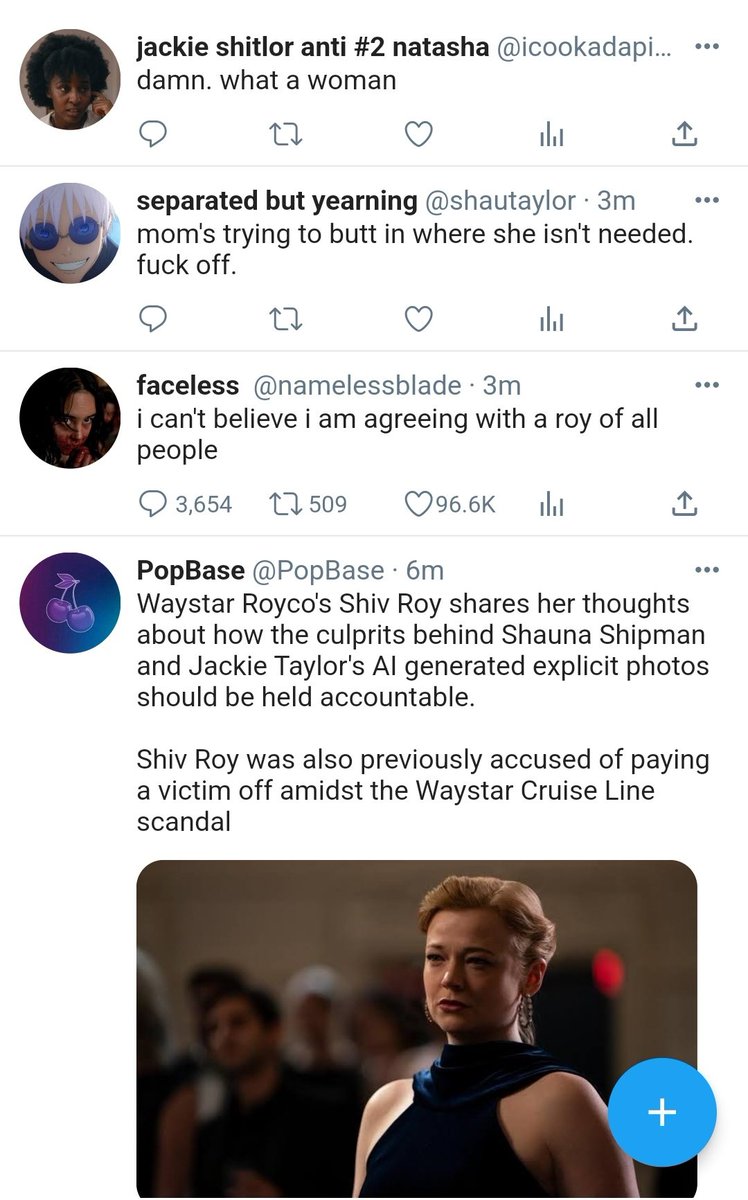 jackie shitlor anti #2 natasha @icookadapi... 
damn. what a woman
separated but yearning @shautaylor · 3m
mom's trying to butt in where she isn't needed.
fuck off.
faceless @namelessblade · 3m
i can't believe i am agreeing with a roy of all
people
3,654 509 96.6K
PopBase @PopBase · 6m
Waystar Royco's Shiv Roy shares her thoughts
about how the culprits behind Shauna Shipman
and Jackie Taylor's AI generated explicit photos
should be held accountable.
Shiv Roy was also previously accused of paying
a victim off amidst the Waystar Cruise Line
scandal